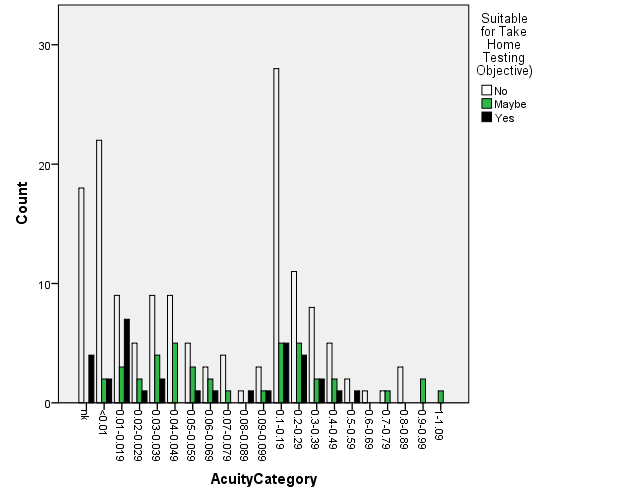 Suitable
for Take
Home
Testing
Objective)
No
Maybe
Yes
Count
30
20
10
0
nk
<0.01
0.01-0.019
0.02-0.029
0.03-0.039
0.04-0.049
0.05-0.059
0.06-0.069
0.07-0.079
0.08-0.089
0.09-0.099
0.1-0.19
0.2-0.29
0.3-0.39
0.4-0.49
0.5-0.59
0.6-0.69
0.7-0.79
0.8-0.89
0.9-0.99
1-1.09
AcuityCategory